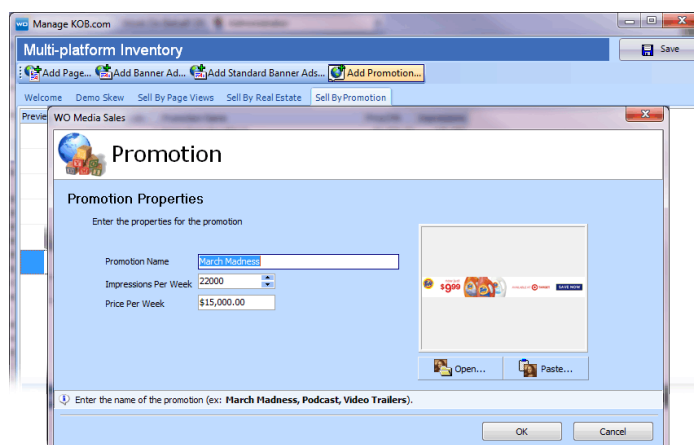 WO Manage KOB.com
Multi-platform Inventory
Save
Add Page... Add Banner Ad... Add Standard Banner Ads... Add Promotion...
Welcome Demo Skew Sell By Page Views Sell By Real Estate Sell By Promotion
Previe
WO Media Sales
Promotion
Promotion Properties
Enter the properties for the promotion
Promotion Name March Madness
Impressions Per Week 22000
Price Per Week $15,000.00
$9.99 SAVE NOW
Open... Paste...
Enter the name of the promotion (ex: March Madness, Podcast, Video Trailers).
OK Cancel